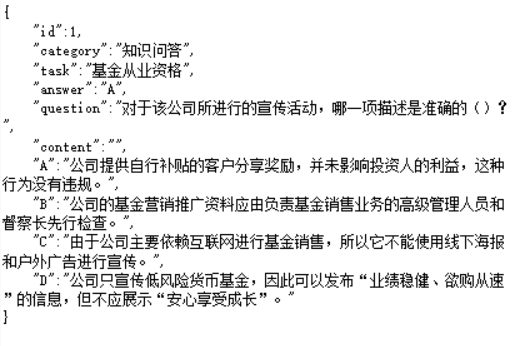 {
"id":1,
"category":"知识问答",
"task":"基金从业资格",
"answer":"A",
"question":"对于该公司所进行的宣传活动，哪一项描述是准确的（）？
",
"content":"",
"A":"公司提供自行补贴的客户分享奖励，并未影响投资人的利益，这种
行为没有违规。",
"B":"公司的基金营销推广资料应由负责基金销售业务的高级管理人员和
督察长先行检查。",
"C":"由于公司主要依赖互联网进行基金销售，所以它不能使用线下海报
和户外广告进行宣传。",
"D":"公司只宣传低风险货币基金，因此可以发布“业绩稳健、欲购从速
”的信息，但不应展示“安心享受成长”。"
}